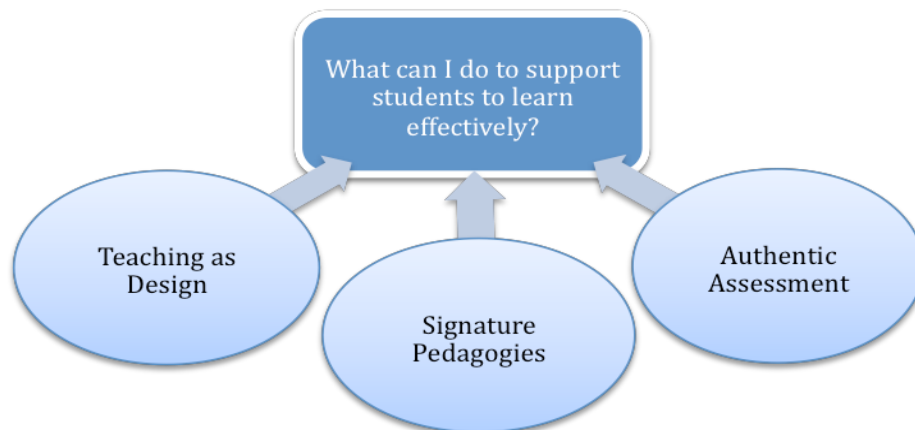 What can I do to support
students to learn
effectively?
Teaching as
Design
Signature
Pedagogies
Authentic
Assessment